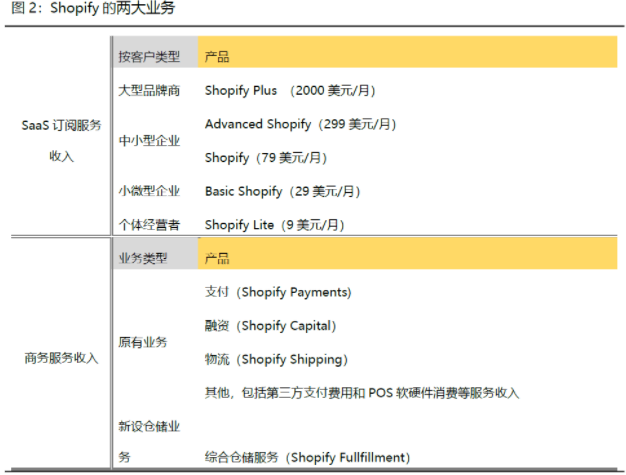 图 2：Shopify 的两大业务
按客户类型 产品
大型品牌商 Shopify Plus （2000 美元/月）
SaaS 订阅服务
收入
中小型企业
Advanced Shopify（299 美元/月）
Shopify（79 美元/月）
小微型企业 Basic Shopify（29 美元/月）
个体经营者 Shopify Lite（9 美元/月）
业务类型 产品
商务服务收入
原有业务
支付（Shopify Payments)
融资（Shopify Capital）
物流（Shopify Shipping）
其他，包括第三方支付费用和 POS 软硬件消费等服务收入
新设仓储业
务 综合仓储服务（Shopify Fullfillment）